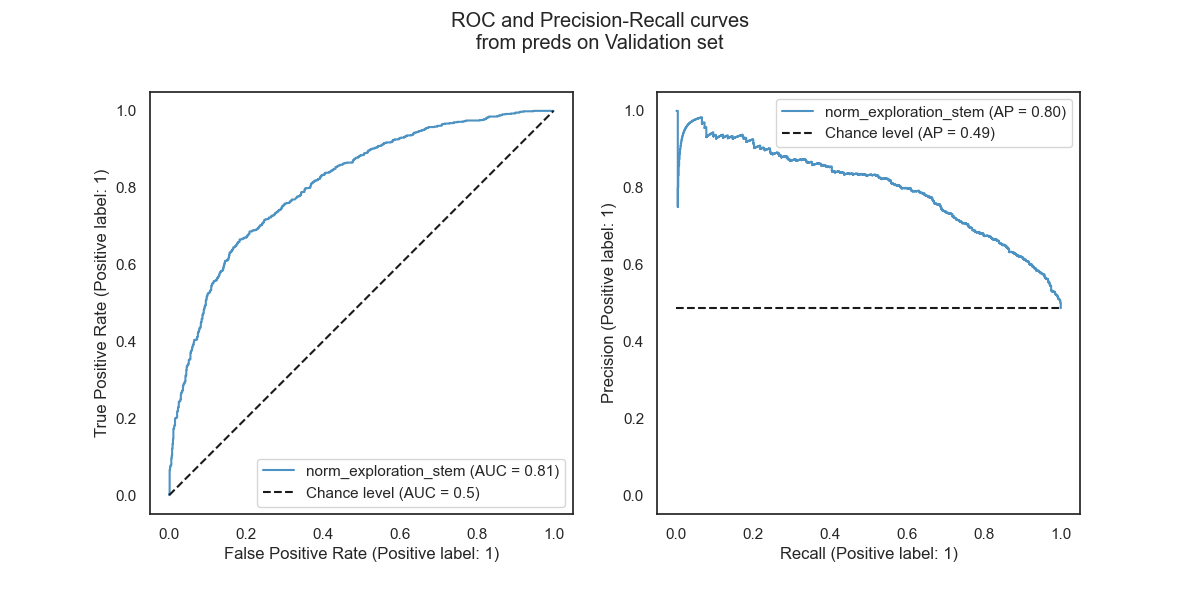 ROC and Precision-Recall curves
from preds on Validation set
True Positive Rate (Positive label: 1)
1.0
0.8
0.6
0.4
0.2
0.0
norm_exploration_stem (AUC = 0.81)
Chance level (AUC = 0.5)
0.0 0.2 0.4 0.6 0.8 1.0
False Positive Rate (Positive label: 1)
Precision (Positive label: 1)
1.0
0.8
0.6
0.4
0.2
0.0
norm_exploration_stem (AP = 0.80)
Chance level (AP = 0.49)
0.0 0.2 0.4 0.6 0.8 1.0
Recall (Positive label: 1)